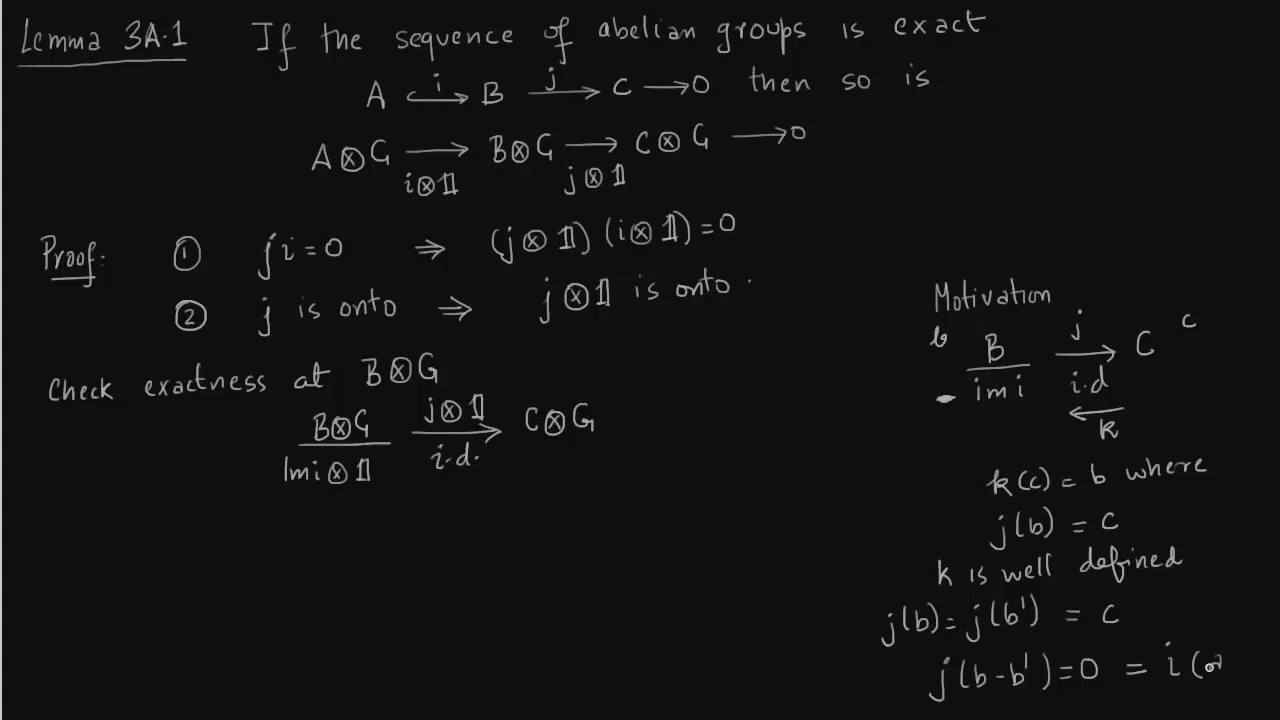 Lemma 3A.1 If the sequence of abelian groups is exact
A ↪ i B j ⟶ C ⟶ 0 then so is
A⊗G ⟶ i⊗𝟙 B⊗G ⟶ j⊗𝟙 C⊗G ⟶ 0
Proof: ① ji = 0 ⇒ (j⊗𝟙)(i⊗𝟙) = 0
② j is onto ⇒ j⊗𝟙 is onto.
Check exactness at B⊗G
B⊗G / Im i⊗𝟙 j⊗𝟙 ⟶ i.d. C⊗G
Motivation
b B / im i j ⟶ i.d C c
⟵ k
k(c) = b where
j(b) = c
k is well defined
j(b) = j(b') = c
j(b-b') = 0 = i(